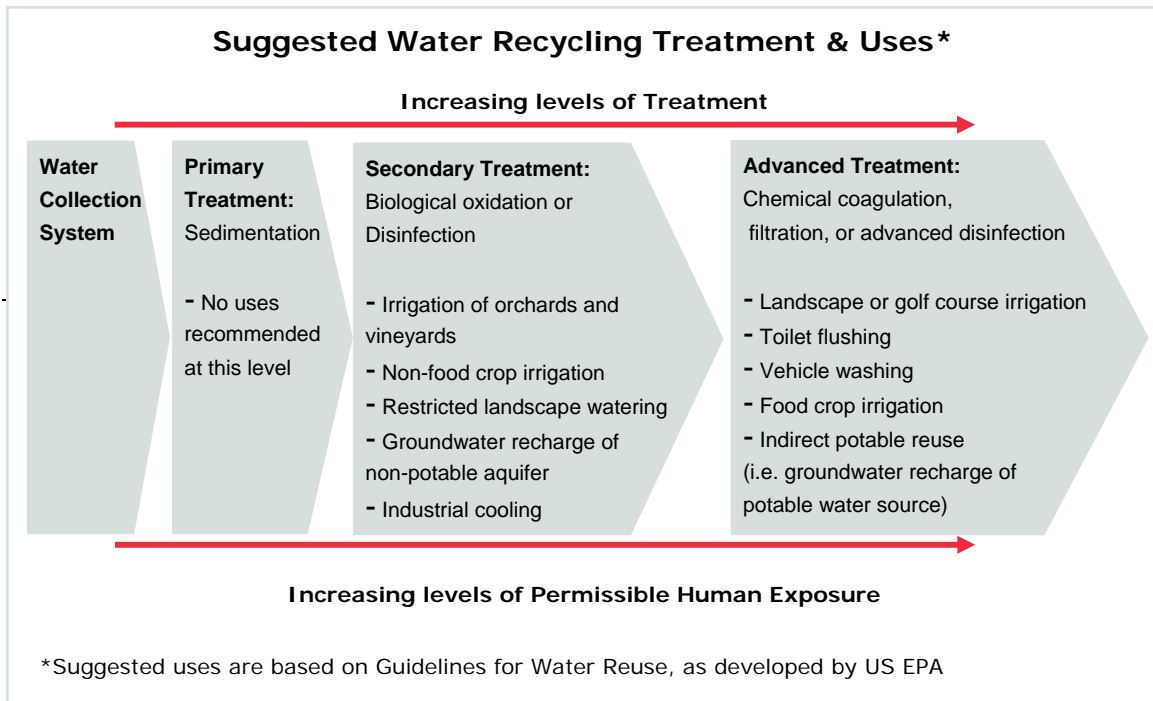 Suggested Water Recycling Treatment & Uses*
Increasing levels of Treatment
Water
Collection
System
Primary
Treatment:
Sedimentation
- No uses
recommended
at this level
Secondary Treatment:
Biological oxidation or
Disinfection
- Irrigation of orchards and
vineyards
- Non-food crop irrigation
- Restricted landscape watering
- Groundwater recharge of
non-potable aquifer
- Industrial cooling
Advanced Treatment:
Chemical coagulation,
filtration, or advanced disinfection
- Landscape or golf course irrigation
- Toilet flushing
- Vehicle washing
- Food crop irrigation
- Indirect potable reuse
(i.e. groundwater recharge of
potable water source)
Increasing levels of Permissible Human Exposure
*Suggested uses are based on Guidelines for Water Reuse, as developed by US EPA